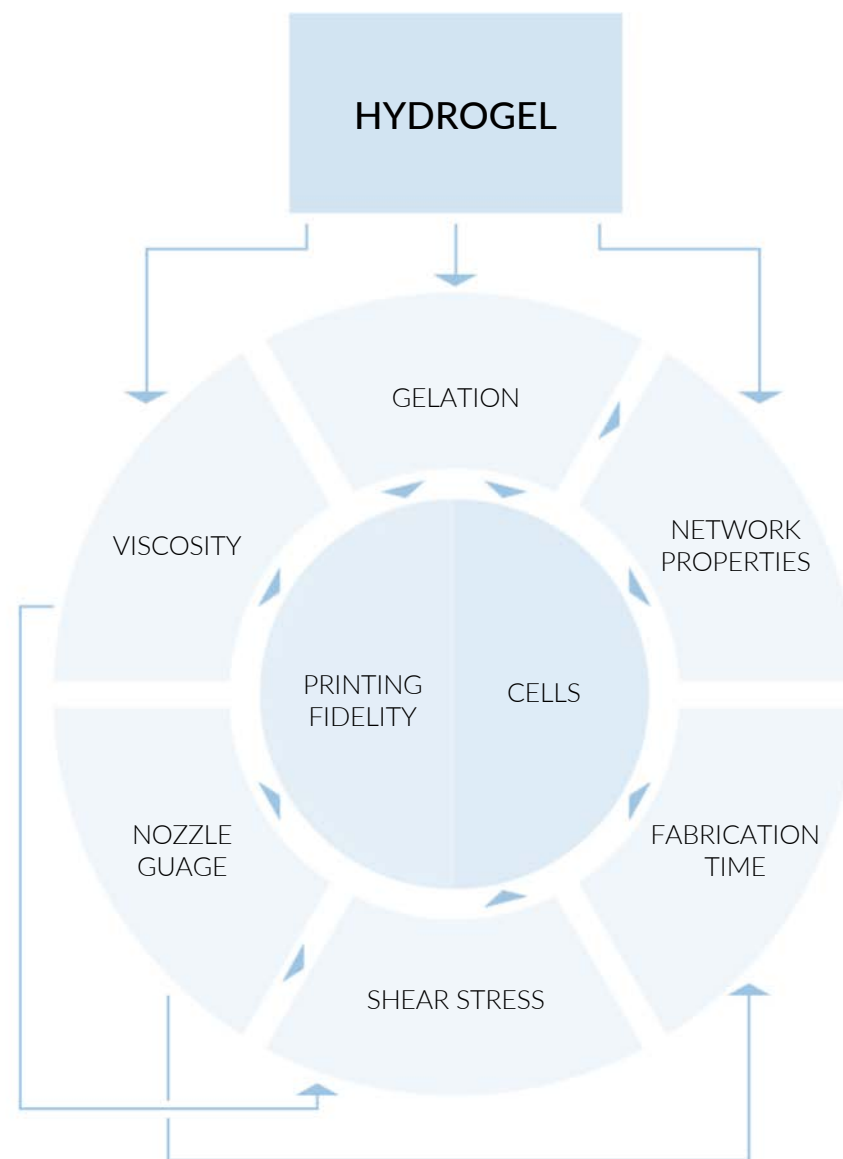 HYDROGEL
GELATION
VISCOSITY
NETWORK
PROPERTIES
PRINTING
FIDELITY
CELLS
NOZZLE
GUAGE
FABRICATION
TIME
SHEAR STRESS